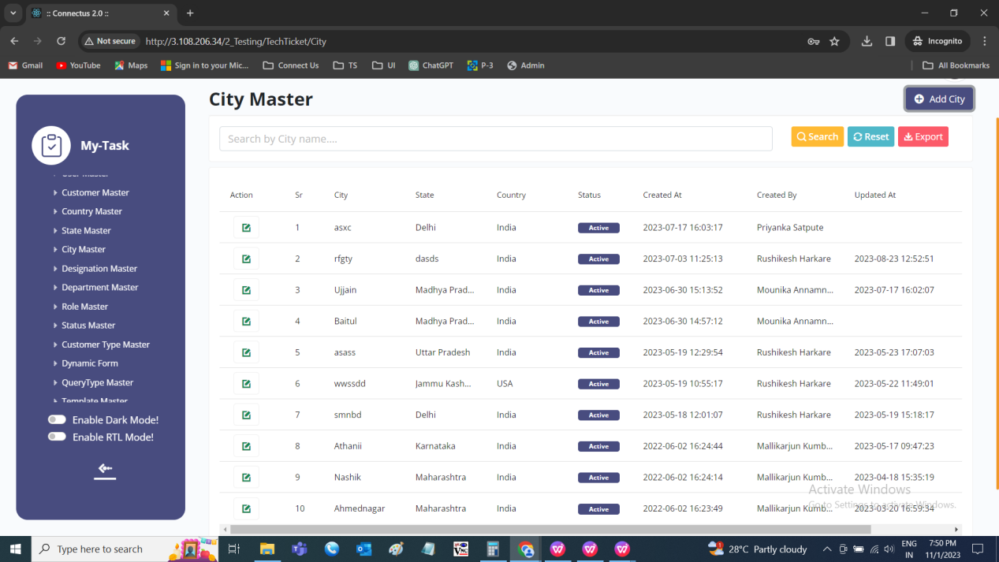 :: Connectus 2.0 ::
Not secure http://3.108.206.34/2_Testing/TechTicket/City Incognito
Gmail YouTube Maps Sign in to your Mic... Connect Us TS UI ChatGPT P-3 Admin All Bookmarks
City Master
Add City
My-Task
Search by City name....
Search Reset Export
User Master
Customer Master
Country Master
State Master
City Master
Designation Master
Department Master
Role Master
Status Master
Customer Type Master
Dynamic Form
QueryType Master
Template Master
Enable Dark Mode!
Enable RTL Mode!
Action Sr City State Country Status Created At Created By Updated At
1 asxc Delhi India Active 2023-07-17 16:03:17 Priyanka Satpute
2 rfgty dasds India Active 2023-07-03 11:25:13 Rushikesh Harkare 2023-08-23 12:52:51
3 Ujjain Madhya Prad... India Active 2023-06-30 15:13:52 Mounika Annamn... 2023-07-17 16:02:07
4 Baitul Madhya Prad... India Active 2023-06-30 14:57:12 Mounika Annamn...
5 asass Uttar Pradesh India Active 2023-05-19 12:29:54 Rushikesh Harkare 2023-05-23 17:07:03
6 wwssdd Jammu Kash... USA Active 2023-05-19 10:55:17 Rushikesh Harkare 2023-05-22 11:49:01
7 smnbd Delhi India Active 2023-05-18 12:01:07 Rushikesh Harkare 2023-05-19 15:18:17
8 Athanii Karnataka India Active 2022-06-02 16:24:44 Mallikarjun Kumb... 2023-05-17 09:47:23
9 Nashik Maharashtra India Active 2022-06-02 16:24:14 Mallikarjun Kumb... 2023-04-18 15:35:19
10 Ahmednagar Maharashtra India Active 2022-06-02 16:23:49 Mallikarjun Kumb... 2023-03-20 16:59:34
Activate Windows
Go to Settings to activate Windows.
Type here to search
28°C Partly cloudy
ENG
IN
7:50 PM
11/1/2023